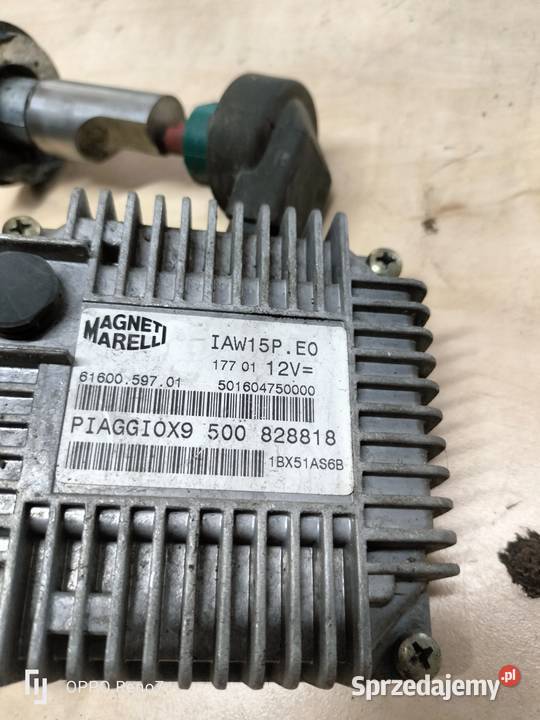 MAGNETI
MARELLI
IAW15P.E0
177 01 12V=
61600.597.01 501604750000
PIAGGIOX9 500 828818
1BX51AS6B
OPPO Reno
Sprzedajemy.pl